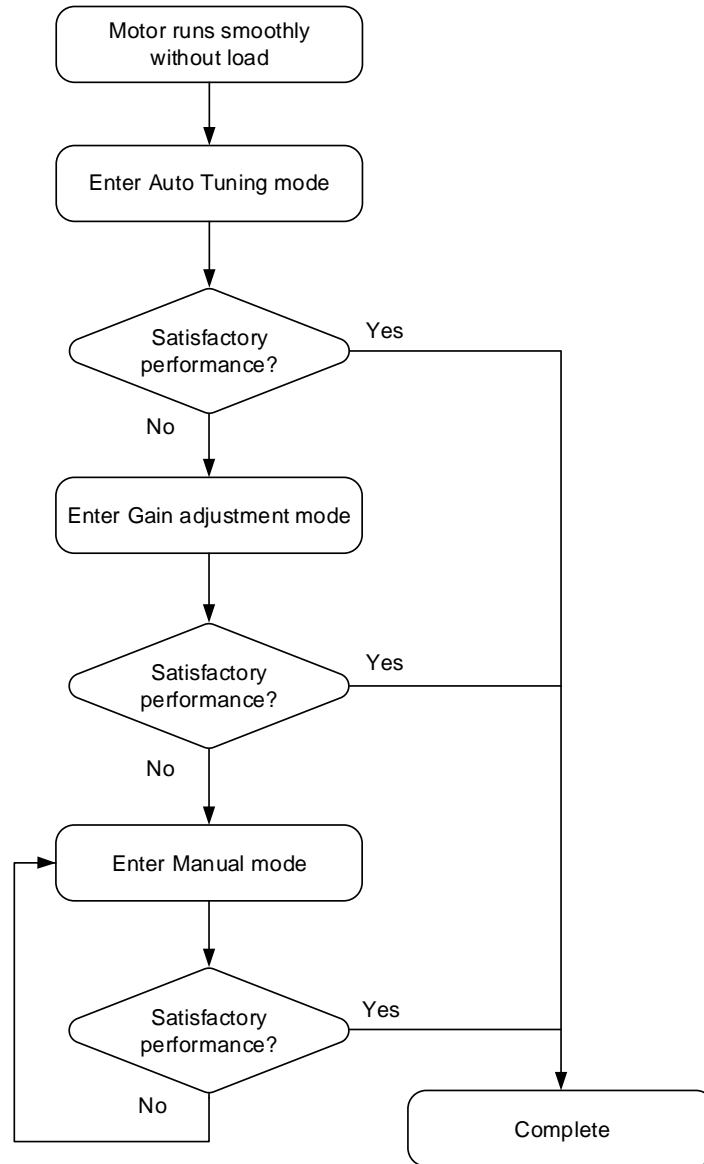 Motor runs smoothly
without load
Enter Auto Tuning mode
Satisfactory
performance?
Yes
No
Enter Gain adjustment mode
Satisfactory
performance?
Yes
No
Enter Manual mode
Satisfactory
performance?
Yes
No
Complete